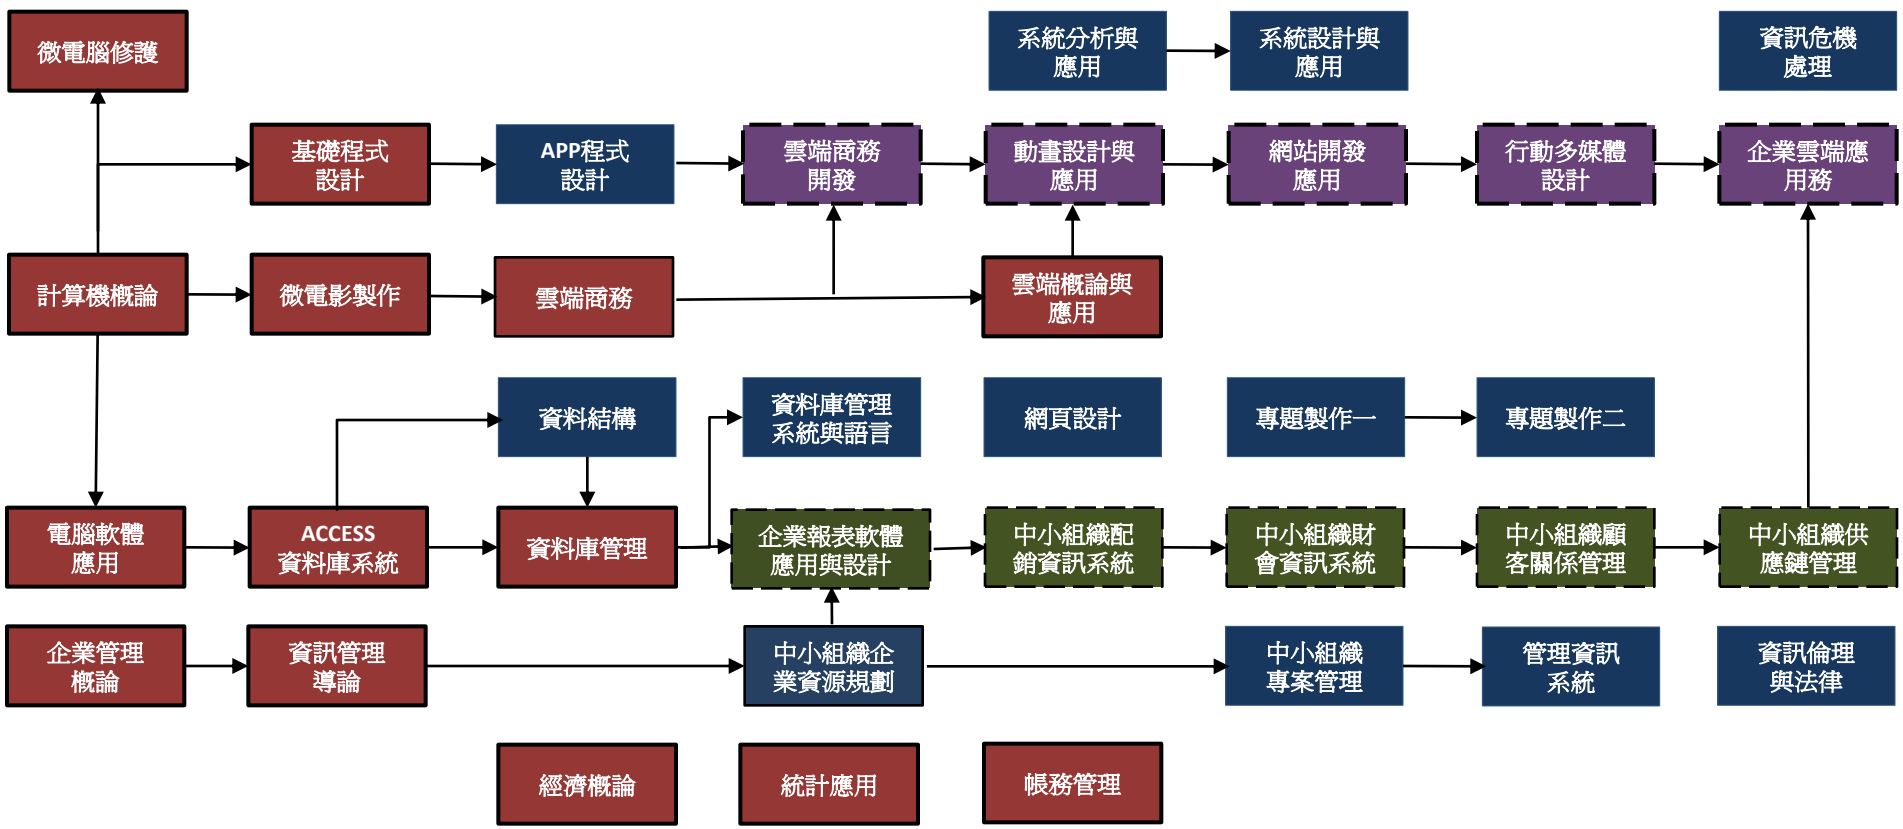 微電腦修護
系統分析與
應用
系統設計與
應用
資訊危機
處理
基礎程式
設計
APP程式
設計
雲端商務
開發
動畫設計與
應用
網站開發
應用
行動多媒體
設計
企業雲端應
用務
計算機概論
微電影製作
雲端商務
雲端概論與
應用
資料結構
資料庫管理
系統與語言
網頁設計
專題製作一
專題製作二
電腦軟體
應用
ACCESS
資料庫系統
資料庫管理
企業報表軟體
應用與設計
中小組織配
銷資訊系統
中小組織財
會資訊系統
中小組織顧
客關係管理
中小組織供
應鏈管理
企業管理
概論
資訊管理
導論
中小組織企
業資源規劃
中小組織
專案管理
管理資訊
系統
資訊倫理
與法律
經濟概論
統計應用
帳務管理